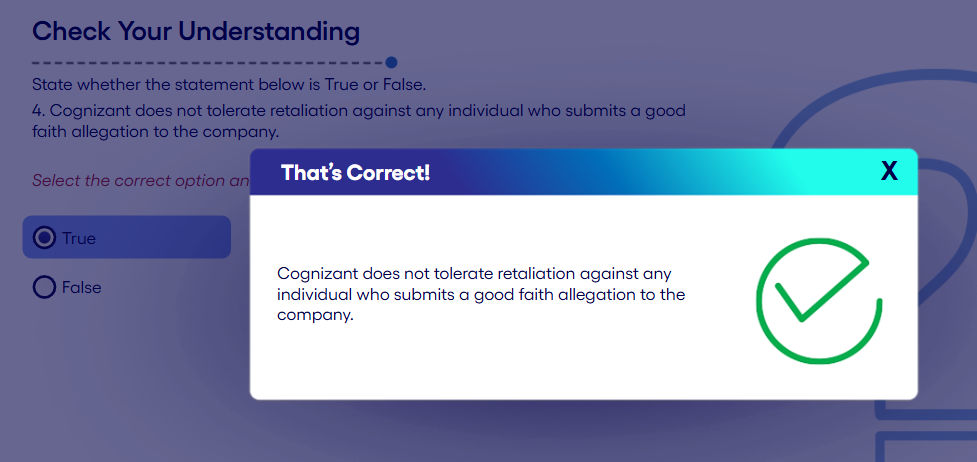 Check Your Understanding
State whether the statement below is True or False.
4. Cognizant does not tolerate retaliation against any individual who submits a good
faith allegation to the company.
Select the correct option an
That's Correct!
X
Cognizant does not tolerate retaliation against any
individual who submits a good faith allegation to the
company.
True
False